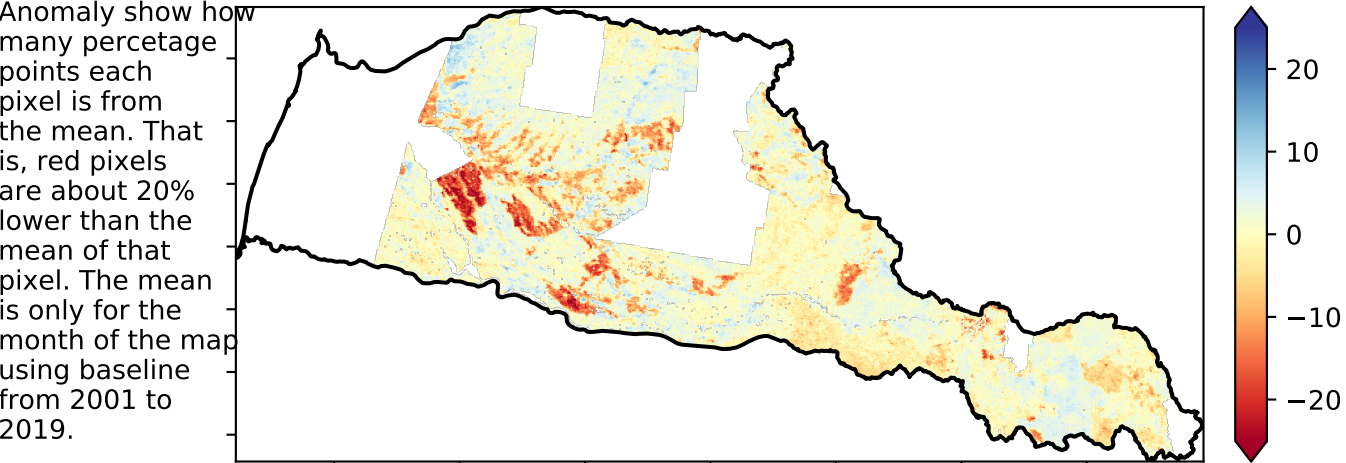 Anomaly show how
many percetage
points each
pixel is from
the mean. That
is, red pixels
are about 20%
lower than the
mean of that
pixel. The mean
is only for the
month of the map
using baseline
from 2001 to
2019.
20
10
0
−10
−20